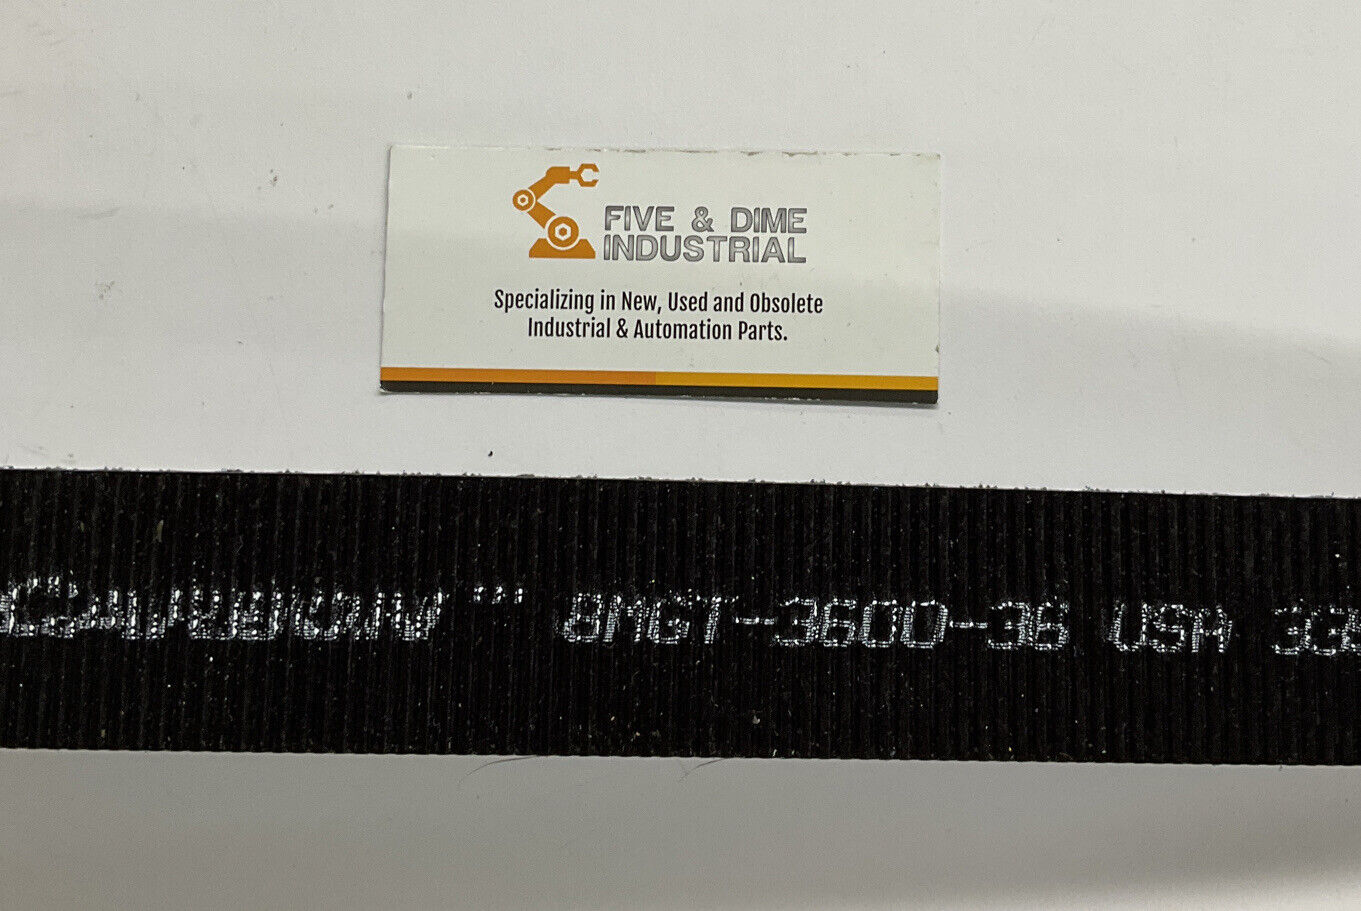 FIVE & DIME
INDUSTRIAL
Specializing in New, Used and Obsolete
Industrial & Automation Parts.
8MGT-3600-36 USA